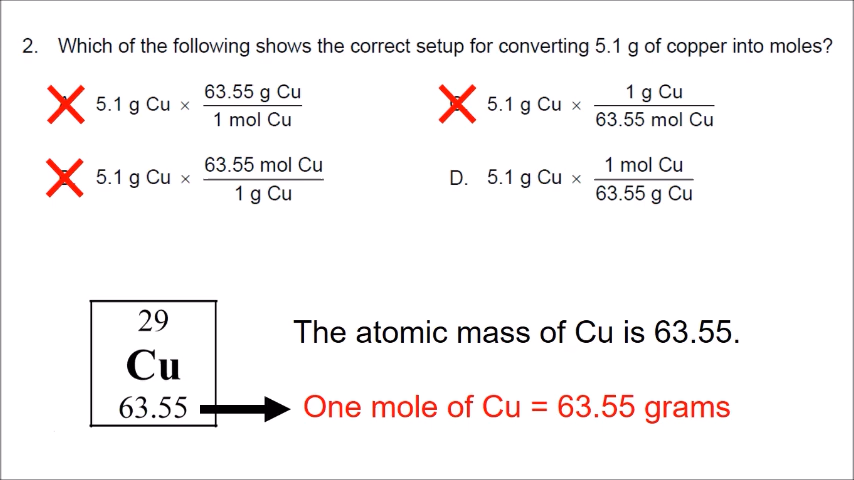 2. Which of the following shows the correct setup for converting 5.1 g of copper into moles?
5.1 g Cu × 63.55 g Cu / 1 mol Cu
5.1 g Cu × 63.55 mol Cu / 1 g Cu
5.1 g Cu × 1 g Cu / 63.55 mol Cu
D. 5.1 g Cu × 1 mol Cu / 63.55 g Cu
29
Cu
63.55
The atomic mass of Cu is 63.55.
One mole of Cu = 63.55 grams